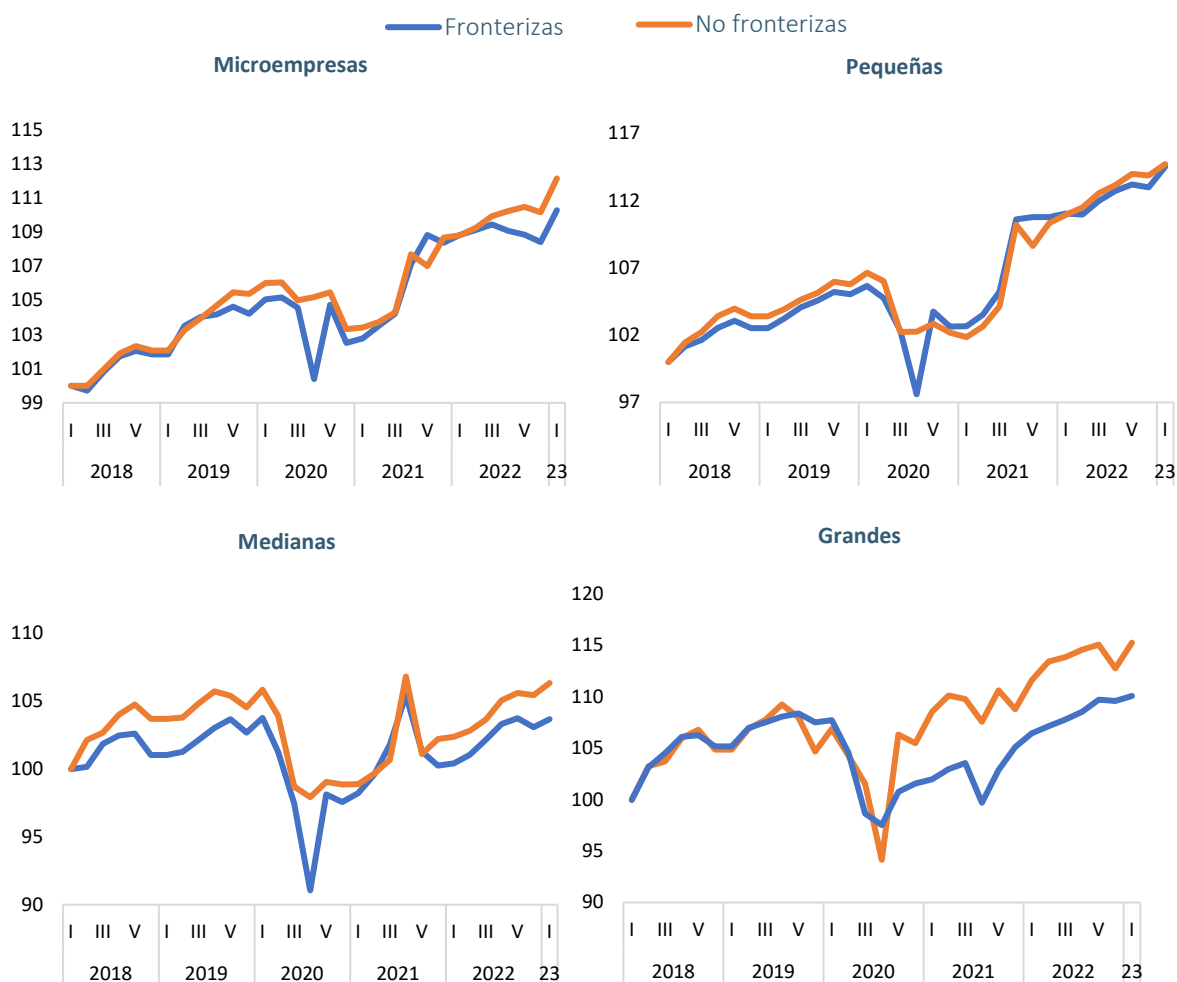 Fronterizas No fronterizas
Microempresas
115
113
111
109
107
105
103
101
99
I III V I III V I III V I III V I III V I
2018 2019 2020 2021 2022 23
Pequeñas
117
112
107
102
97
I III V I III V I III V I III V I III V I
2018 2019 2020 2021 2022 23
Medianas
110
105
100
95
90
I III V I III V I III V I III V I III V I
2018 2019 2020 2021 2022 23
Grandes
120
115
110
105
100
95
90
I III V I III V I III V I III V I III V I
2018 2019 2020 2021 2022 23